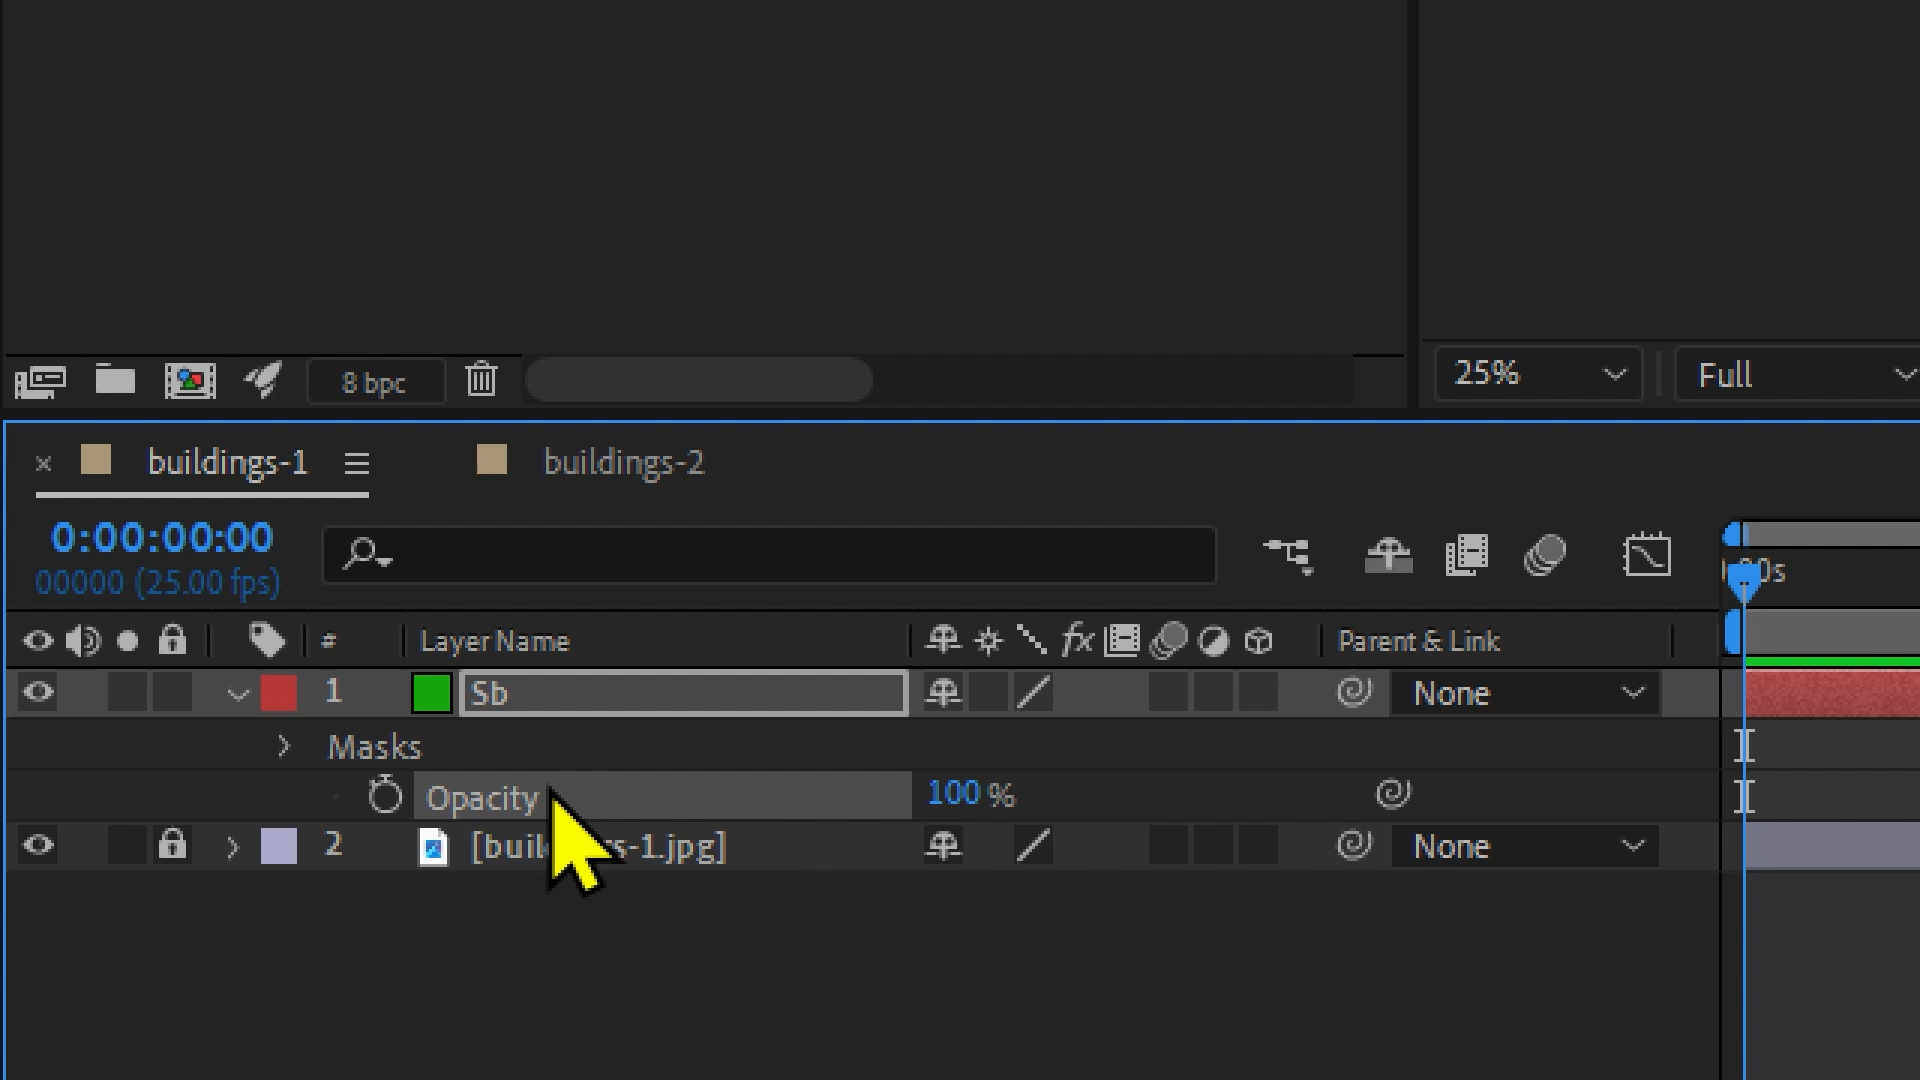 8 bpc
25%
Full
× buildings-1
buildings-2
0:00:00:00
00000 (25.00 fps)
# Layer Name
Parent & Link
1 Sb None
Masks
Opacity 100 %
2 None